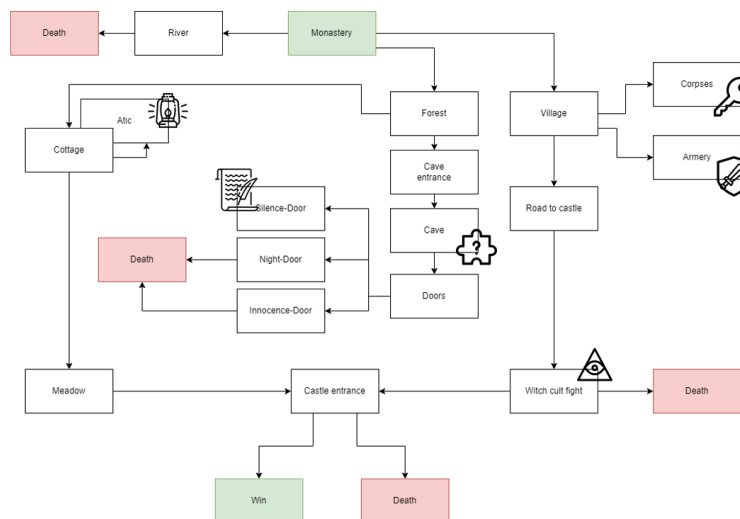 Death
River
Monastery
Corpses
Atic
Forest
Village
Cottage
Armery
Cave
entrance
Silence-Door
Road to castle
Cave
?
Death
Night-Door
Doors
Innocence-Door
Meadow
Castle entrance
Witch cult fight
Death
Win
Death